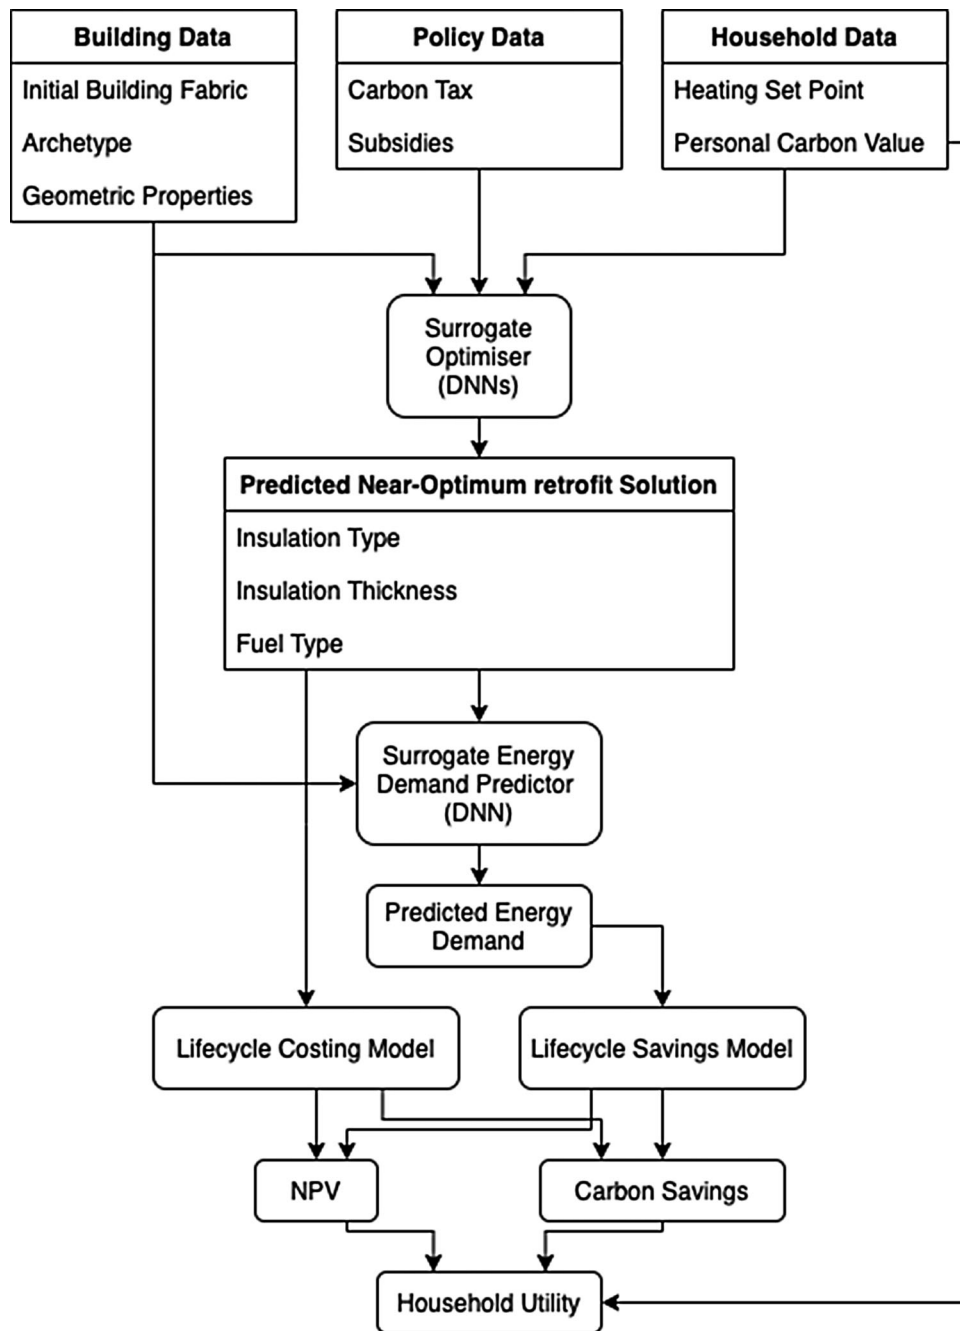 Building Data
Initial Building Fabric
Archetype
Geometric Properties
Policy Data
Carbon Tax
Subsidies
Household Data
Heating Set Point
Personal Carbon Value
Surrogate
Optimiser
(DNNs)
Predicted Near-Optimum retrofit Solution
Insulation Type
Insulation Thickness
Fuel Type
Surrogate Energy
Demand Predictor
(DNN)
Predicted Energy
Demand
Lifecycle Costing Model
Lifecycle Savings Model
NPV
Carbon Savings
Household Utility